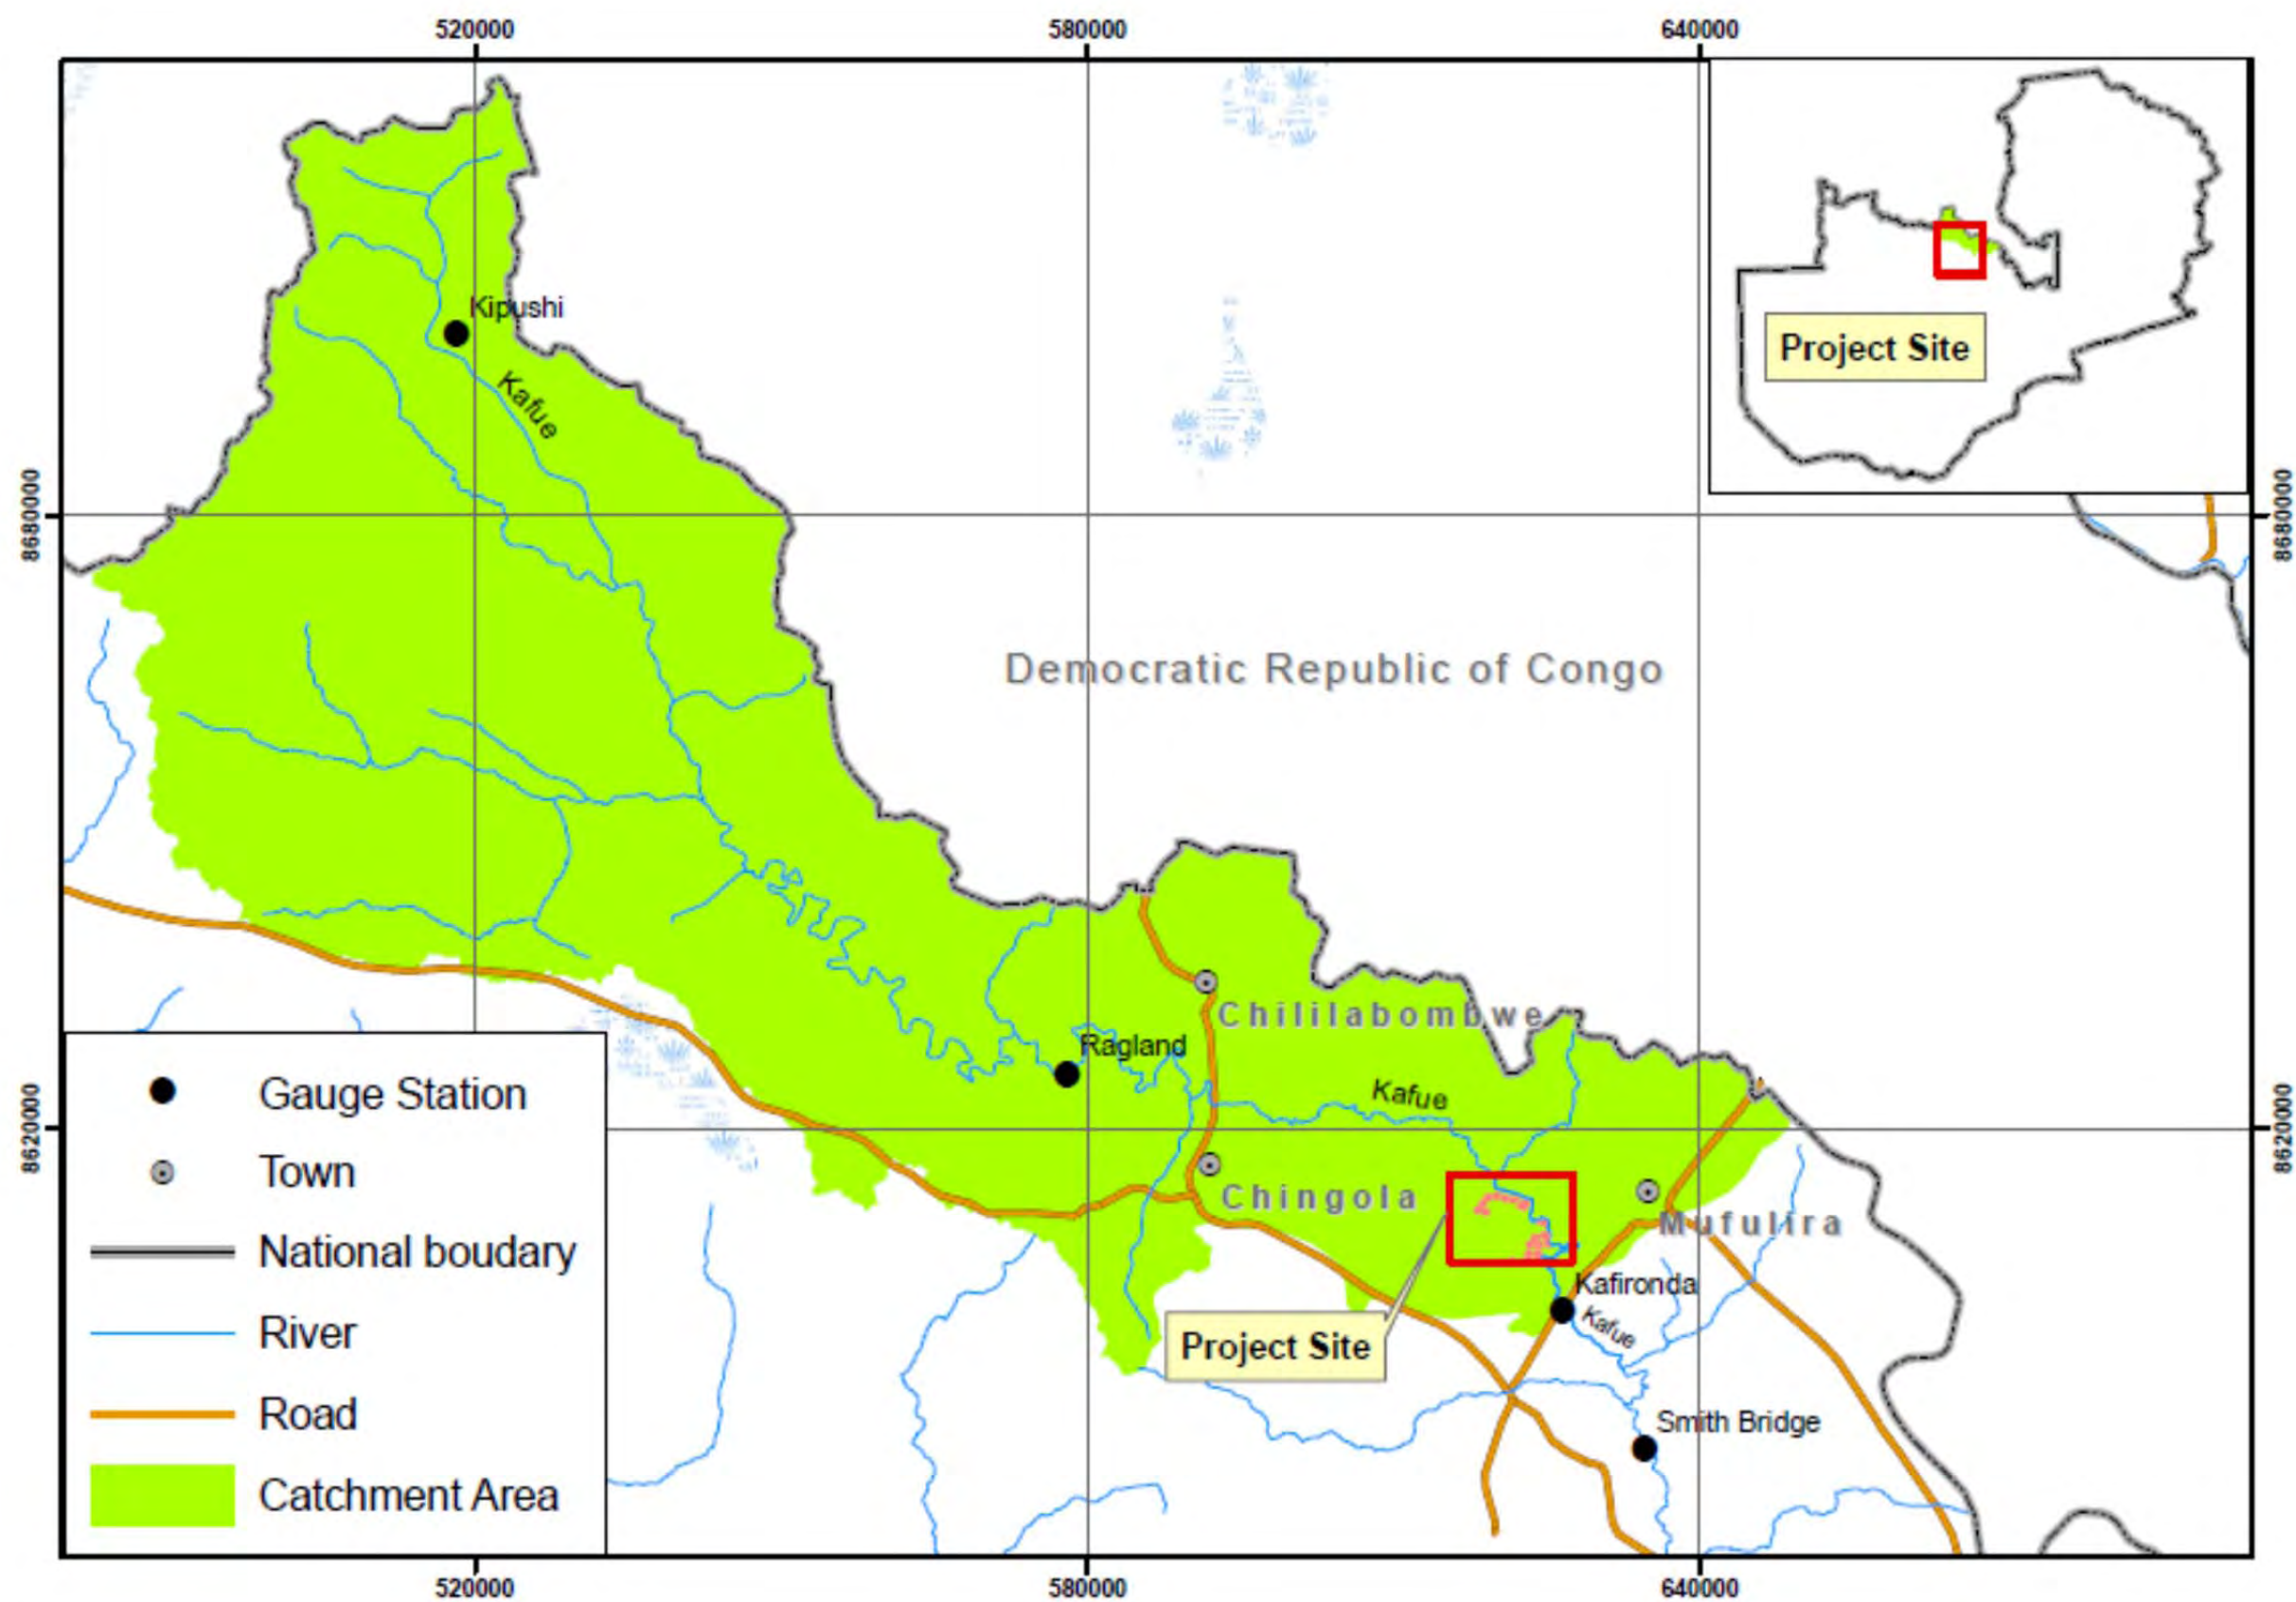 520000
580000
640000
Kipushi
Kafue
Project Site
8680000
8680000
Democratic Republic of Congo
Chililabombwe
Ragland
Kafue
8620000
8620000
Chingola
Mufulira
Kafironda
Kafue
Project Site
Smith Bridge
Gauge Station
Town
National boudary
River
Road
Catchment Area
520000
580000
640000